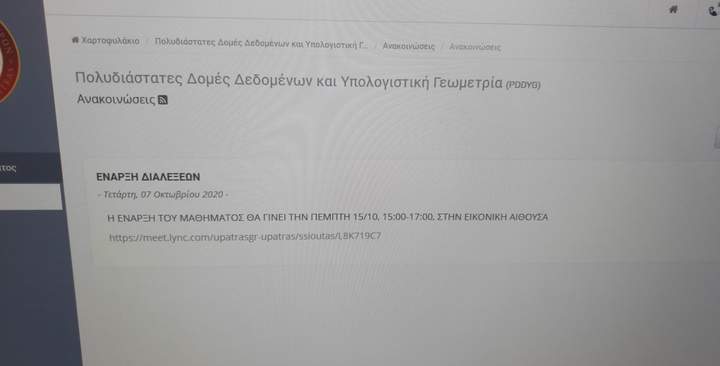 Χαρτοφυλάκιο / Πολυδιάστατες Δομές Δεδομένων και Υπολογιστική Γ... / Ανακοινώσεις / Ανακοινώσεις
Πολυδιάστατες Δομές Δεδομένων και Υπολογιστική Γεωμετρία (PDDYG)
Ανακοινώσεις
ΕΝΑΡΞΗ ΔΙΑΛΕΞΕΩΝ
- Τετάρτη, 07 Οκτωβρίου 2020 -
Η ΕΝΑΡΞΗ ΤΟΥ ΜΑΘΗΜΑΤΟΣ ΘΑ ΓΙΝΕΙ ΤΗΝ ΠΕΜΠΤΗ 15/10, 15:00-17:00, ΣΤΗΝ ΕΙΚΟΝΙΚΗ ΑΙΘΟΥΣΑ
https://meet.lync.com/upatrasgr-upatras/ssioutas/L8K719C7